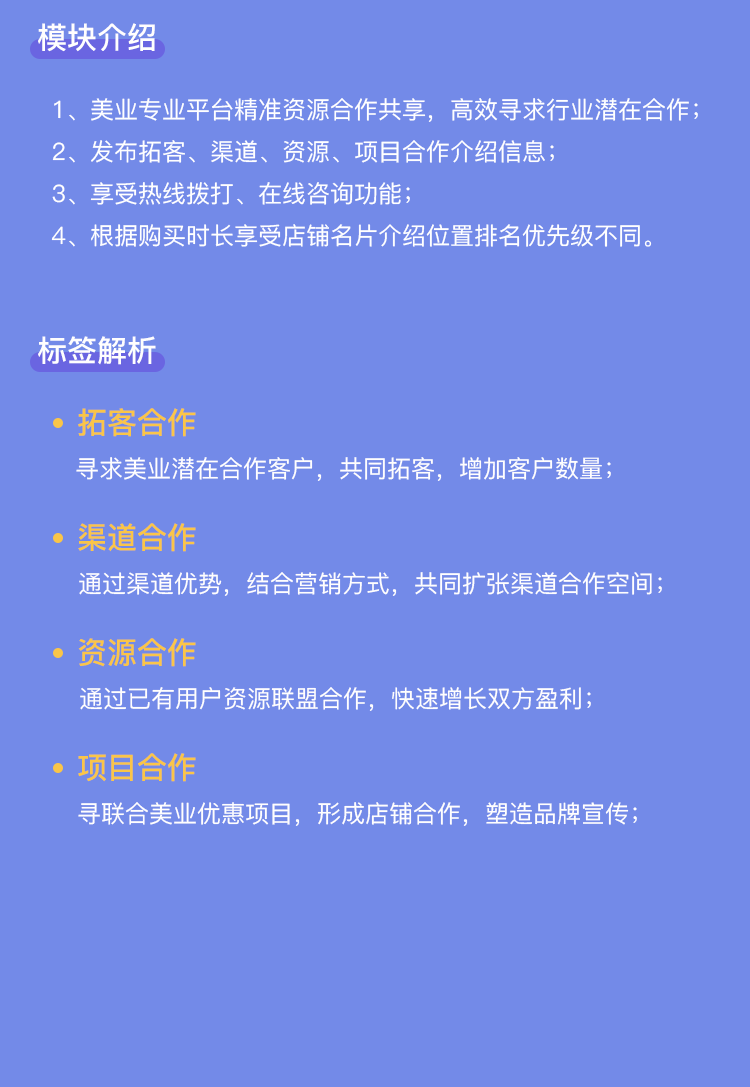 模块介绍
1、美业专业平台精准资源合作共享，高效寻求行业潜在合作；
2、发布拓客、渠道、资源、项目合作介绍信息；
3、享受热线拨打、在线咨询功能；
4、根据购买时长享受店铺名片介绍位置排名优先级不同。
标签解析
• 拓客合作
寻求美业潜在合作客户，共同拓客，增加客户数量；
• 渠道合作
通过渠道优势，结合营销方式，共同扩张渠道合作空间；
• 资源合作
通过已有用户资源联盟合作，快速增长双方盈利；
• 项目合作
寻联合美业优惠项目，形成店铺合作，塑造品牌宣传；